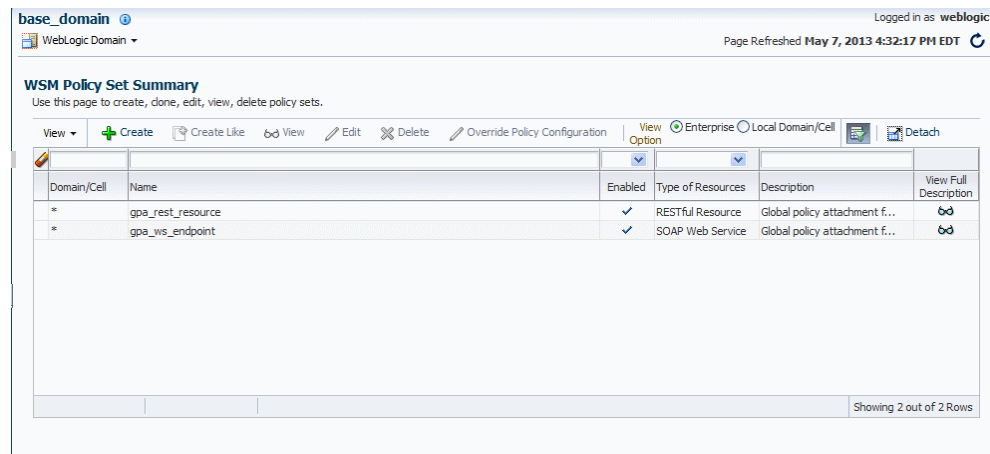 base_domain
Logged in as weblogic
WebLogic Domain
Page Refreshed May 7, 2013 4:32:17 PM EDT
WSM Policy Set Summary
Use this page to create, clone, edit, view, delete policy sets.
View Create Create Like View Edit Delete Override Policy Configuration View Option Enterprise Local Domain/Cell Detach
Domain/Cell Name Enabled Type of Resources Description View Full Description
* gpa_rest_resource RESTful Resource Global policy attachment f...
* gpa_ws_endpoint SOAP Web Service Global policy attachment f...
Showing 2 out of 2 Rows